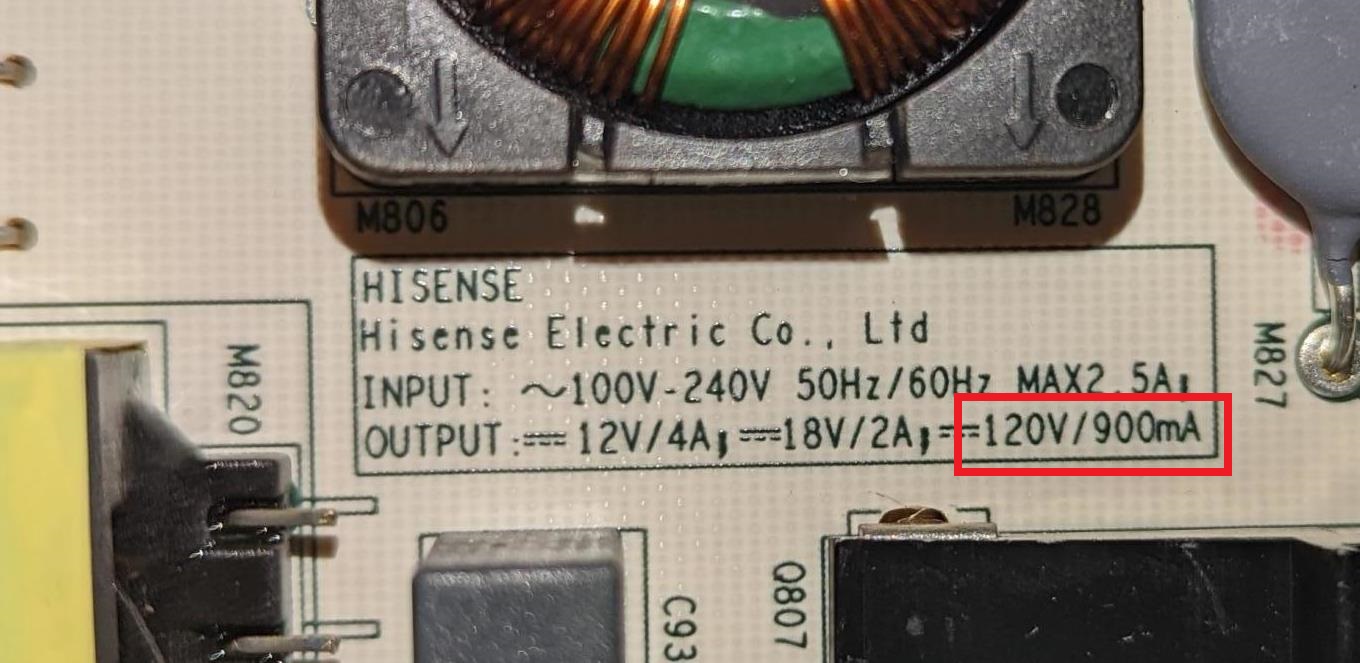 M806
M828
HISENSE
Hisense Electric Co., Ltd
INPUT: ～100V-240V 50Hz/60Hz MAX2.5A;
OUTPUT:⎓ 12V/4A; ⎓18V/2A; ⎓120V/900mA
M820
M827
C93
Q807